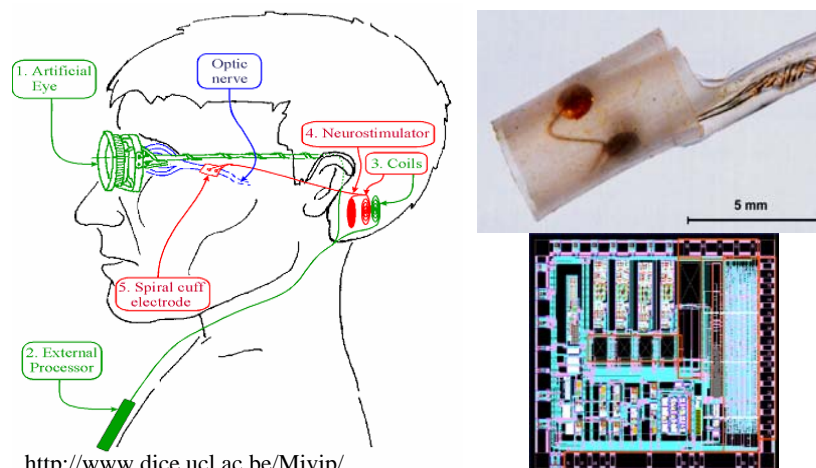 1. Artificial
Eye
Optic
nerve
4. Neurostimulator
3. Coils
5. Spiral cuff
electrode
2. External
Processor
http://www.dice.ucl.ac.be/Mivip/
5 mm